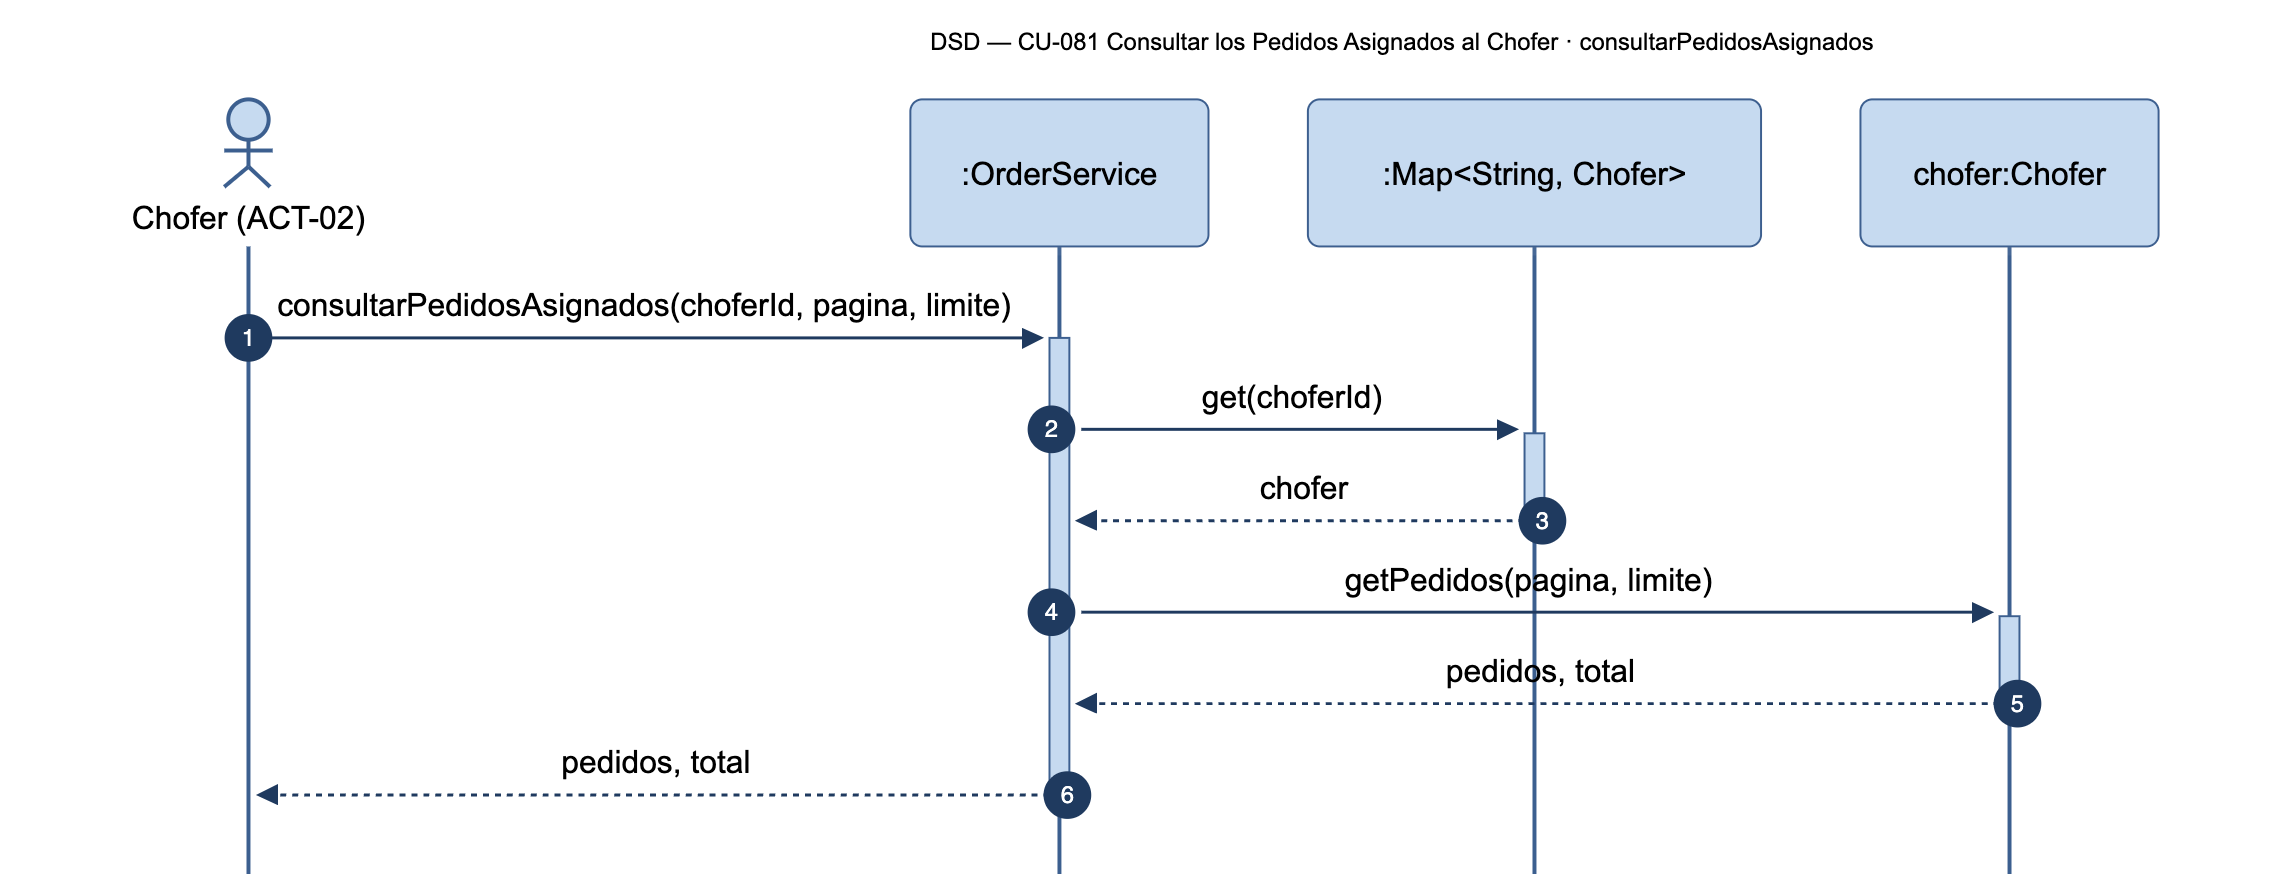 DSD — CU-081 Consultar los Pedidos Asignados al Chofer · consultarPedidosAsignados
Chofer (ACT-02)
:OrderService
:Map<String, Chofer>
chofer:Chofer
consultarPedidosAsignados(choferId, pagina, limite)
1
get(choferId)
2
chofer
3
getPedidos(pagina, limite)
4
pedidos, total
5
pedidos, total
6